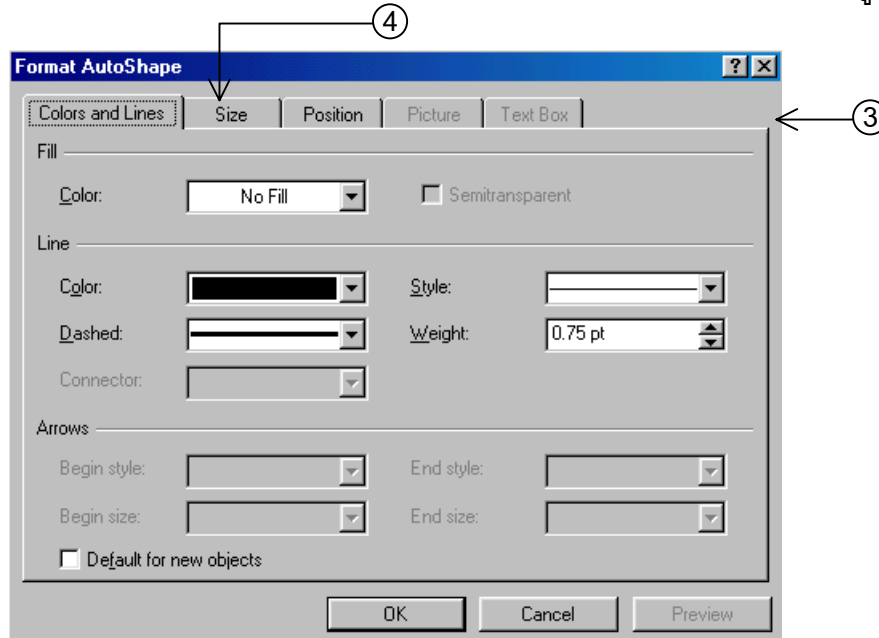 ④
Format AutoShape
Colors and Lines Size Position Picture Text Box
③
Fill
Color: No Fill Semitransparent
Line
Color: Style:
Dashed: Weight: 0.75 pt
Connector:
Arrows
Begin style: End style:
Begin size: End size:
Default for new objects
OK Cancel Preview